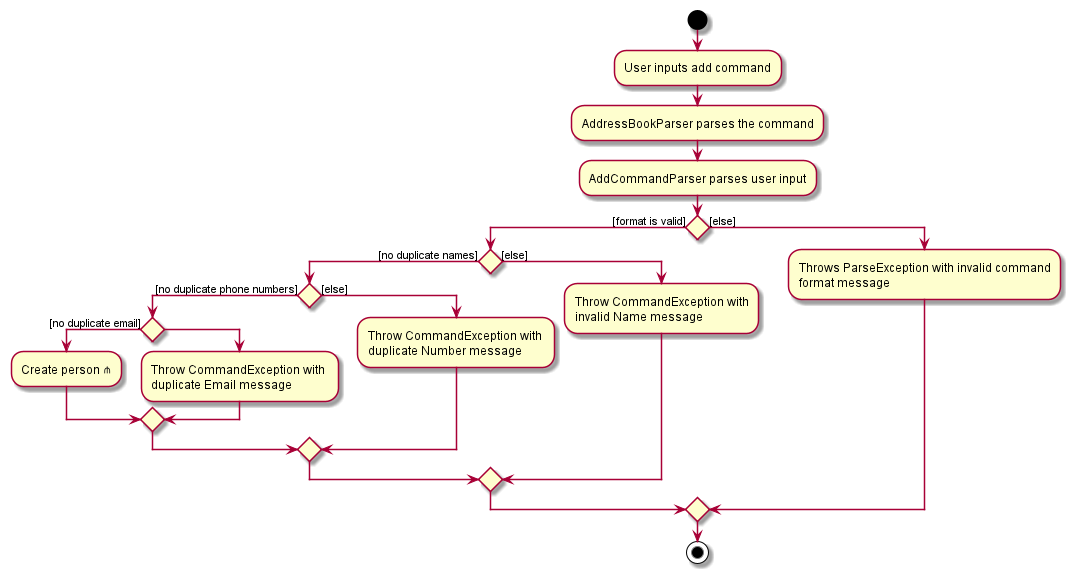 User inputs add command
AddressBookParser parses the command
AddCommandParser parses user input
[format is valid]
[else]
[no duplicate names]
[else]
Throws ParseException with invalid command
format message
[no duplicate phone numbers]
[else]
Throw CommandException with
invalid Name message
[no duplicate email]
Throw CommandException with
duplicate Number message
Create person ⋔
Throw CommandException with
duplicate Email message